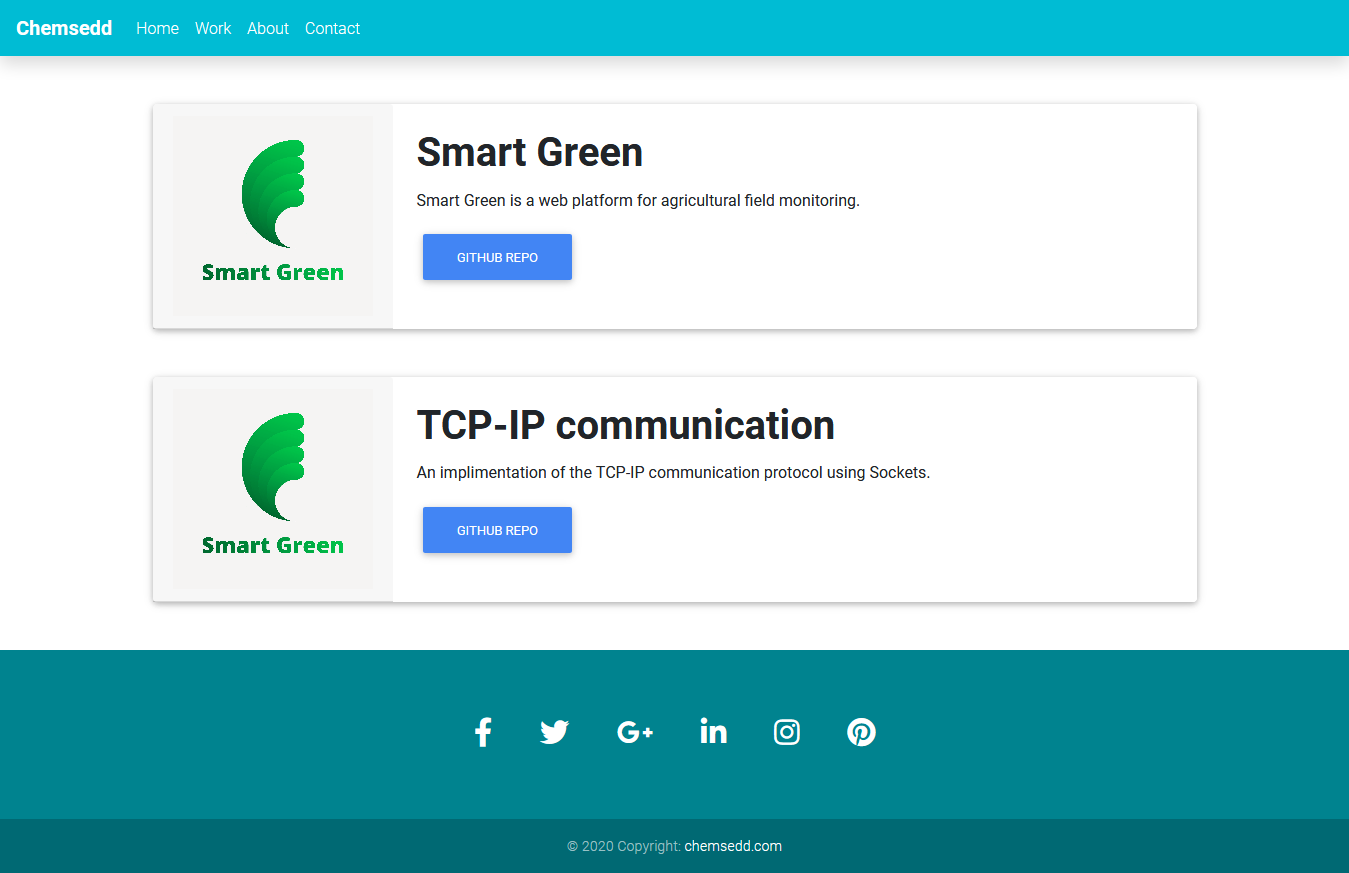 Chemsedd Home Work About Contact
Smart Green
Smart Green is a web platform for agricultural field monitoring.
GITHUB REPO
Smart Green
TCP-IP communication
An implimentation of the TCP-IP communication protocol using Sockets.
GITHUB REPO
Smart Green
© 2020 Copyright: chemsedd.com